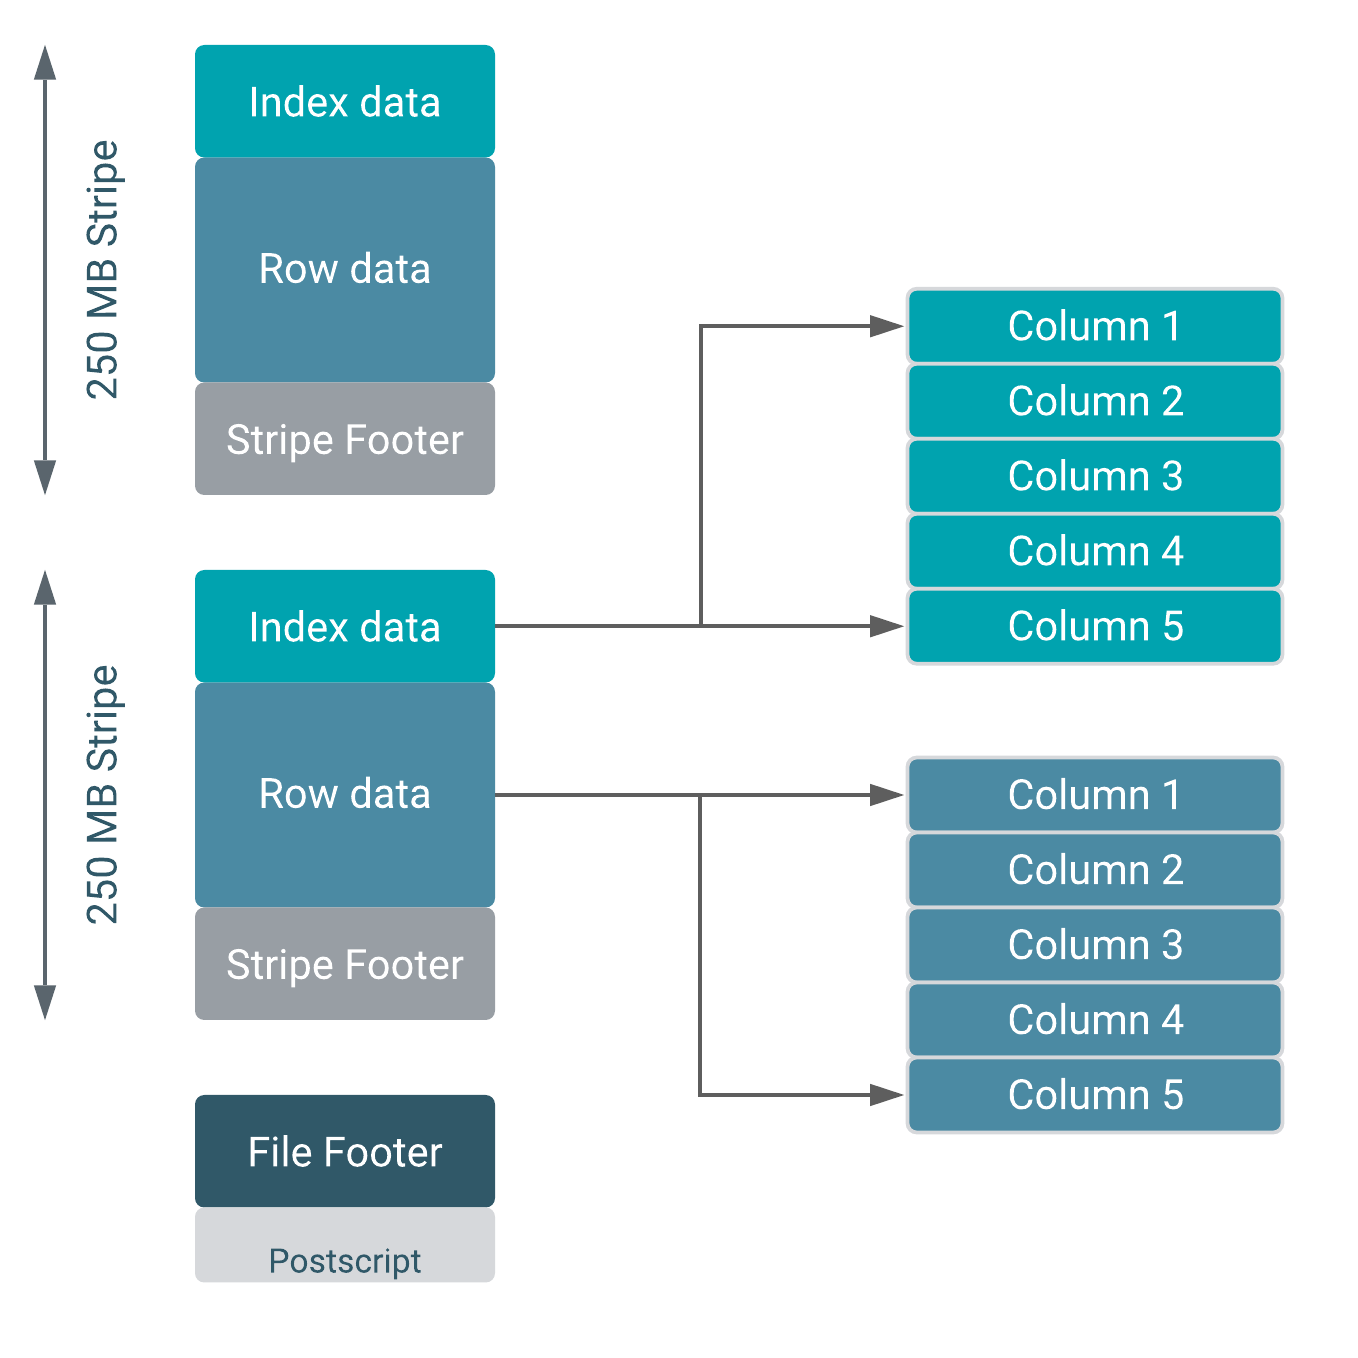 250 MB Stripe
Index data
Row data
Stripe Footer
250 MB Stripe
Index data
Row data
Stripe Footer
File Footer
Postscript
Column 1
Column 2
Column 3
Column 4
Column 5
Column 1
Column 2
Column 3
Column 4
Column 5